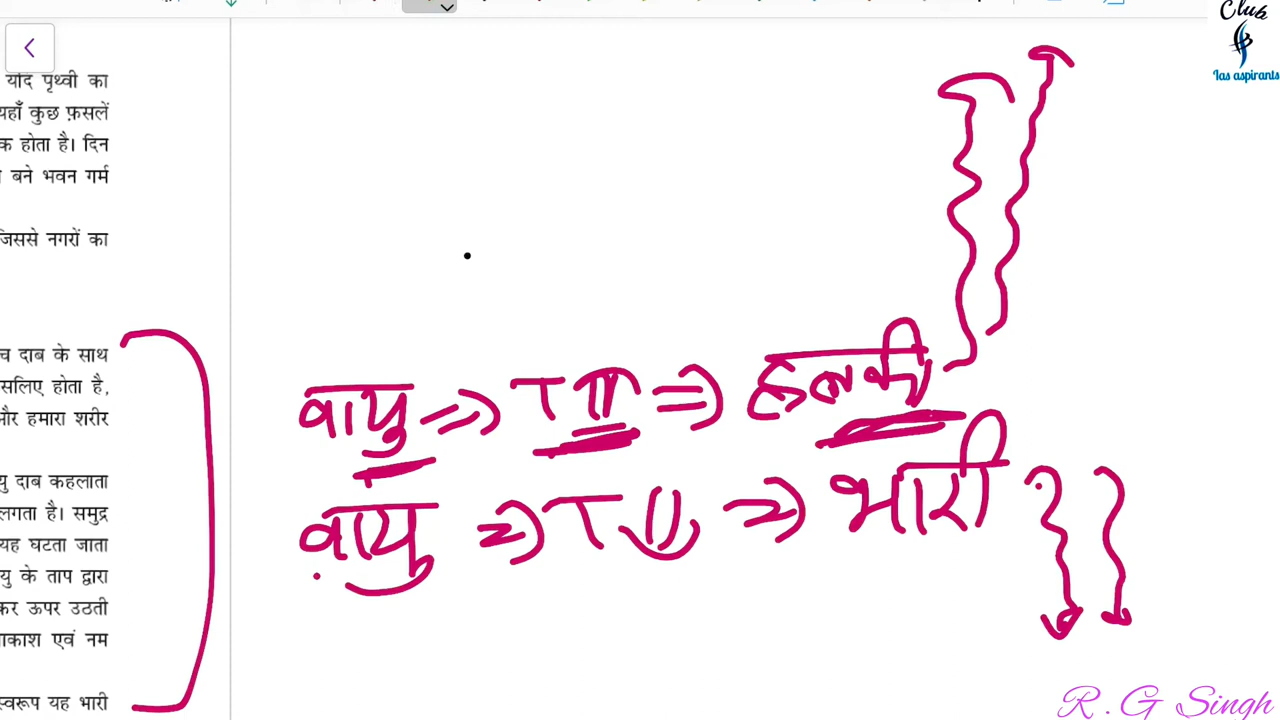 Club
Ias aspirants
यदि पृथ्वी का
यहाँ कुछ फ़सलें
क होता है। दिन
बने भवन गर्म
जिससे नगरों का
च दाब के साथ
सलिए होता है,
और हमारा शरीर
यु दाब कहलाता
लगता है। समुद्र
यह घटता जाता
यु के ताप द्वारा
कर ऊपर उठती
काश एवं नम
स्वरूप यह भारी
वायु => T ⇑ => हलकी
वायु => T ⇓ => भारी
R . G Singh